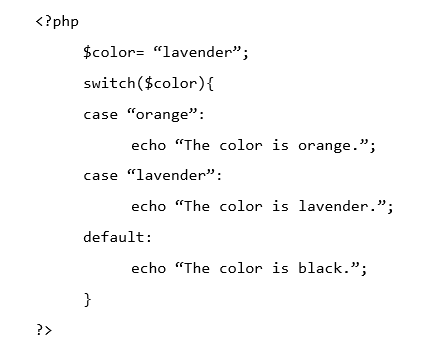 <?php
$color= “lavender”;
switch($color){
case “orange”:
echo “The color is orange.”;
case “lavender”:
echo “The color is lavender.”;
default:
echo “The color is black.”;
}
?>